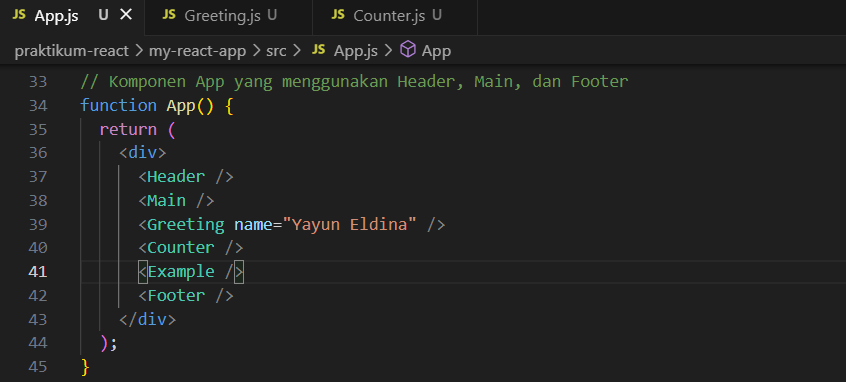 JS App.js U × JS Greeting.js U JS Counter.js U
praktikum-react > my-react-app > src > JS App.js > App
33 // Komponen App yang menggunakan Header, Main, dan Footer
34 function App() {
35 return (
36 <div>
37 <Header />
38 <Main />
39 <Greeting name="Yayun Eldina" />
40 <Counter />
41 <Example />
42 <Footer />
43 </div>
44 );
45 }